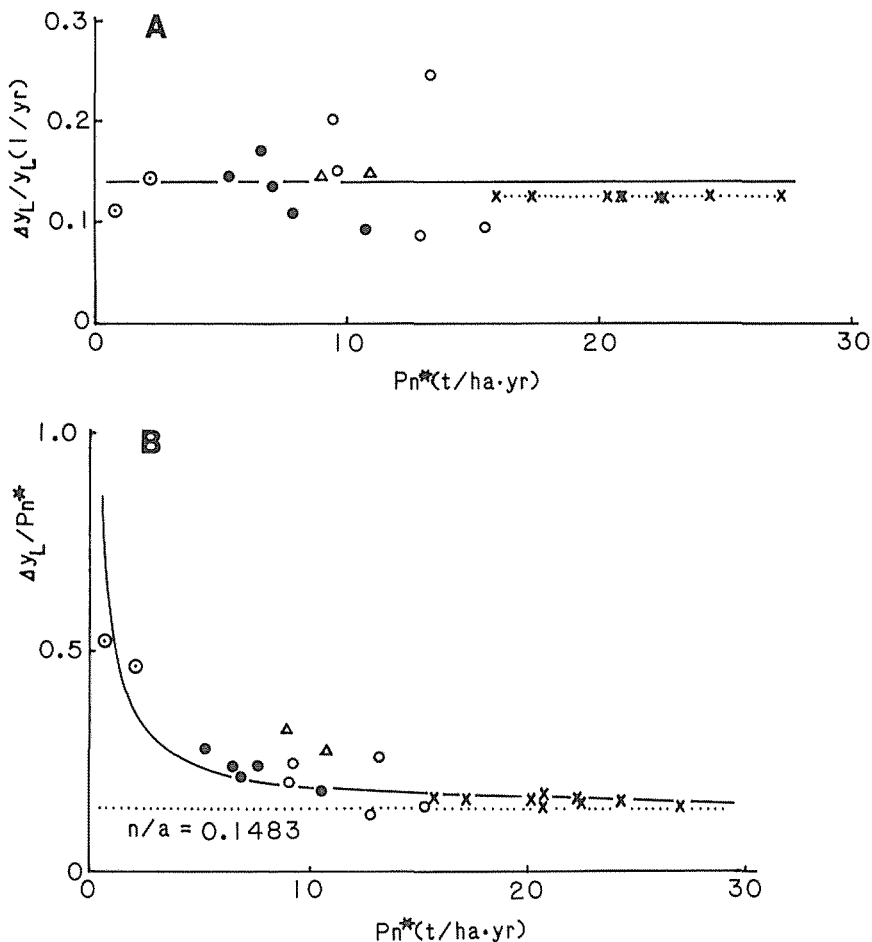 A
0.3
0.2
0.1
0
Δy_L/y_L(1/yr)
0 10 20 30
Pn*(t/ha·yr)
B
1.0
0.5
0
Δy_L/Pn*
n/a = 0.1483
0 10 20 30
Pn*(t/ha·yr)